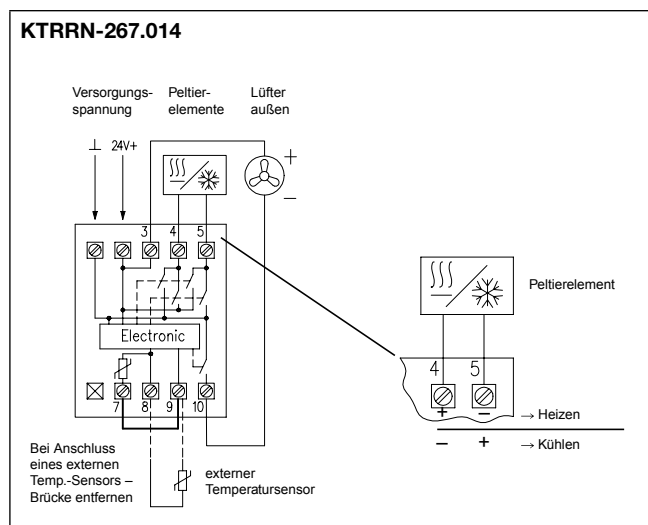 KTRRN-267.014
Versorgungs-
spannung
Peltier-
elemente
Lüfter
außen
⊥ 24V+
+
−
3 4 5
Electronic
7 8 9 10
Bei Anschluss
eines externen
Temp.-Sensors –
Brücke entfernen
externer
Temperatursensor
Peltierelement
4 5
+ − → Heizen
− + → Kühlen